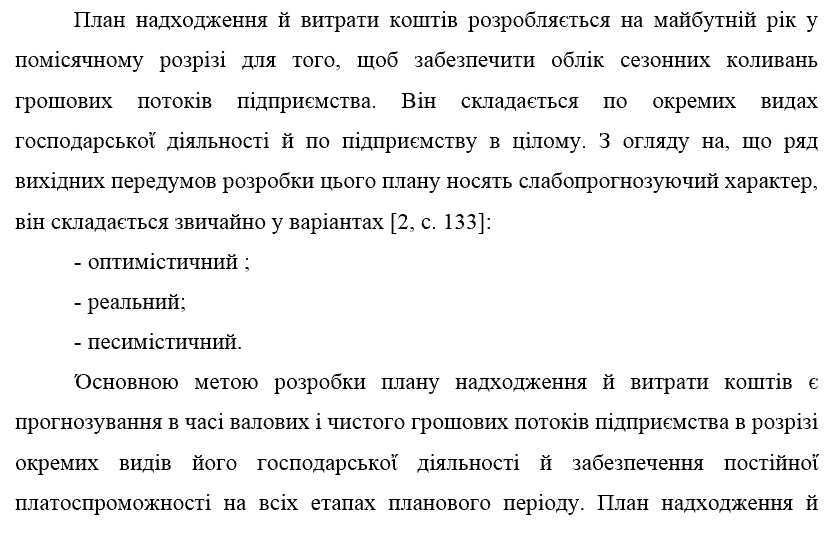 План надходження й витрати коштів розробляється на майбутній рік у
помісячному розрізі для того, щоб забезпечити облік сезонних коливань
грошових потоків підприємства. Він складається по окремих видах
господарської діяльності й по підприємству в цілому. З огляду на, що ряд
вихідних передумов розробки цього плану носять слабопрогнозуючий характер,
він складається звичайно у варіантах [2, с. 133]:
- оптимістичний ;
- реальний;
- песимістичний.
Основною метою розробки плану надходження й витрати коштів є
прогнозування в часі валових і чистого грошових потоків підприємства в розрізі
окремих видів його господарської діяльності й забезпечення постійної
платоспроможності на всіх етапах планового періоду. План надходження й